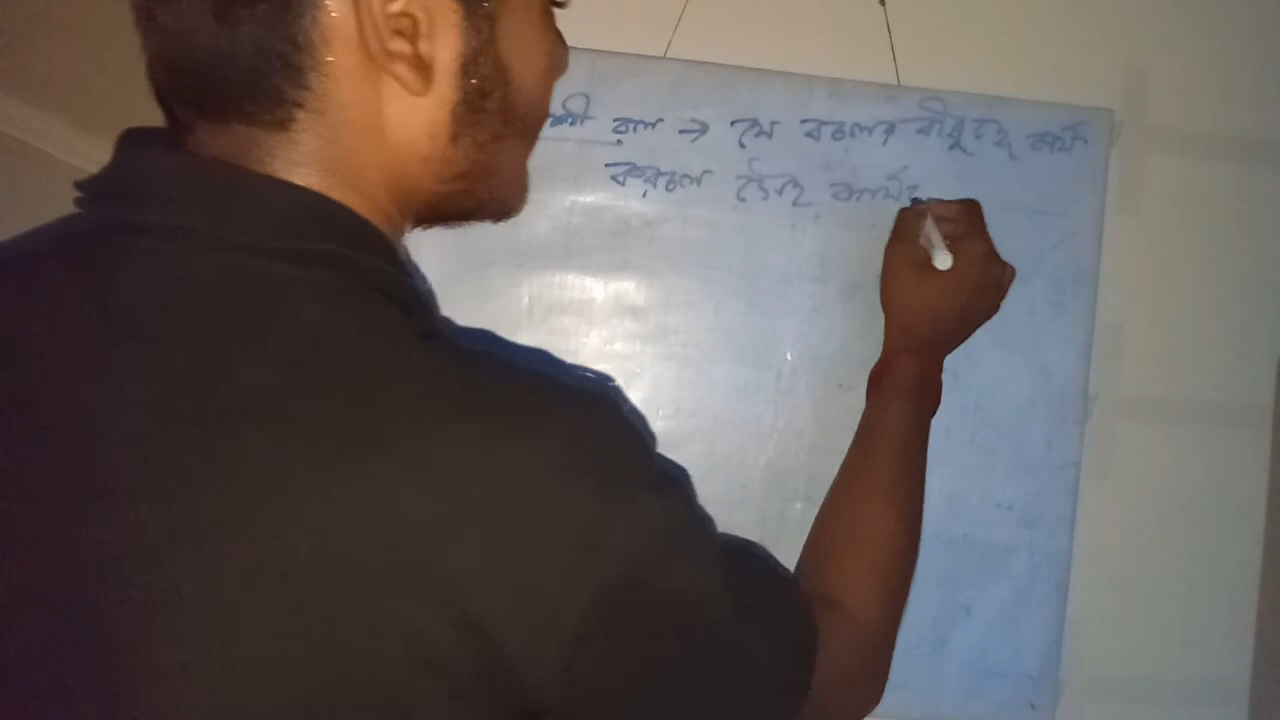 বল → যে বলের বীরুদ্ধে কার্য
করলে সেই কার্য